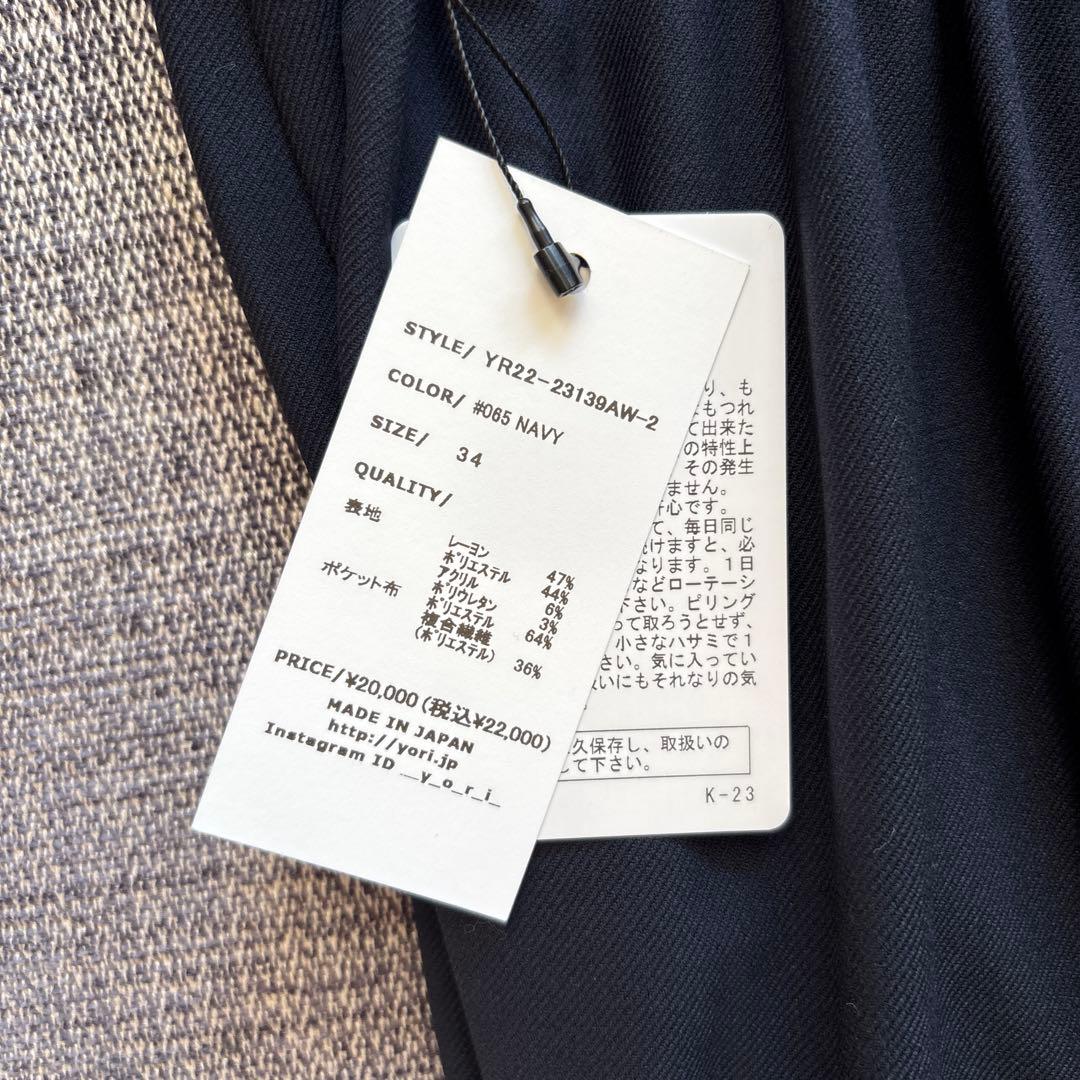 STYLE/ YR22-23139AW-2
COLOR/ #065 NAVY
SIZE/ 34
QUALITY/
表地
レーヨン 47%
ポリエステル 44%
アクリル 6%
ポリウレタン 3%
ポケット布 ポリエステル 64%
複合繊維 36%
(ポリエステル)
PRICE/¥20,000(税込¥22,000)
MADE IN JAPAN
http://yori.jp
Instagram ID __y_o_r_i_
り、も
もつれ
て出来た
の特性上
その発生
ません。
心です。
て、毎日同じ
けますと、必
なります。1日
などローテーシ
下さい。ピリング
って取ろうとせず、
小さなハサミで1
さい。気に入ってい
いにもそれなりの気
久保存し、取扱いの
して下さい。
K-23